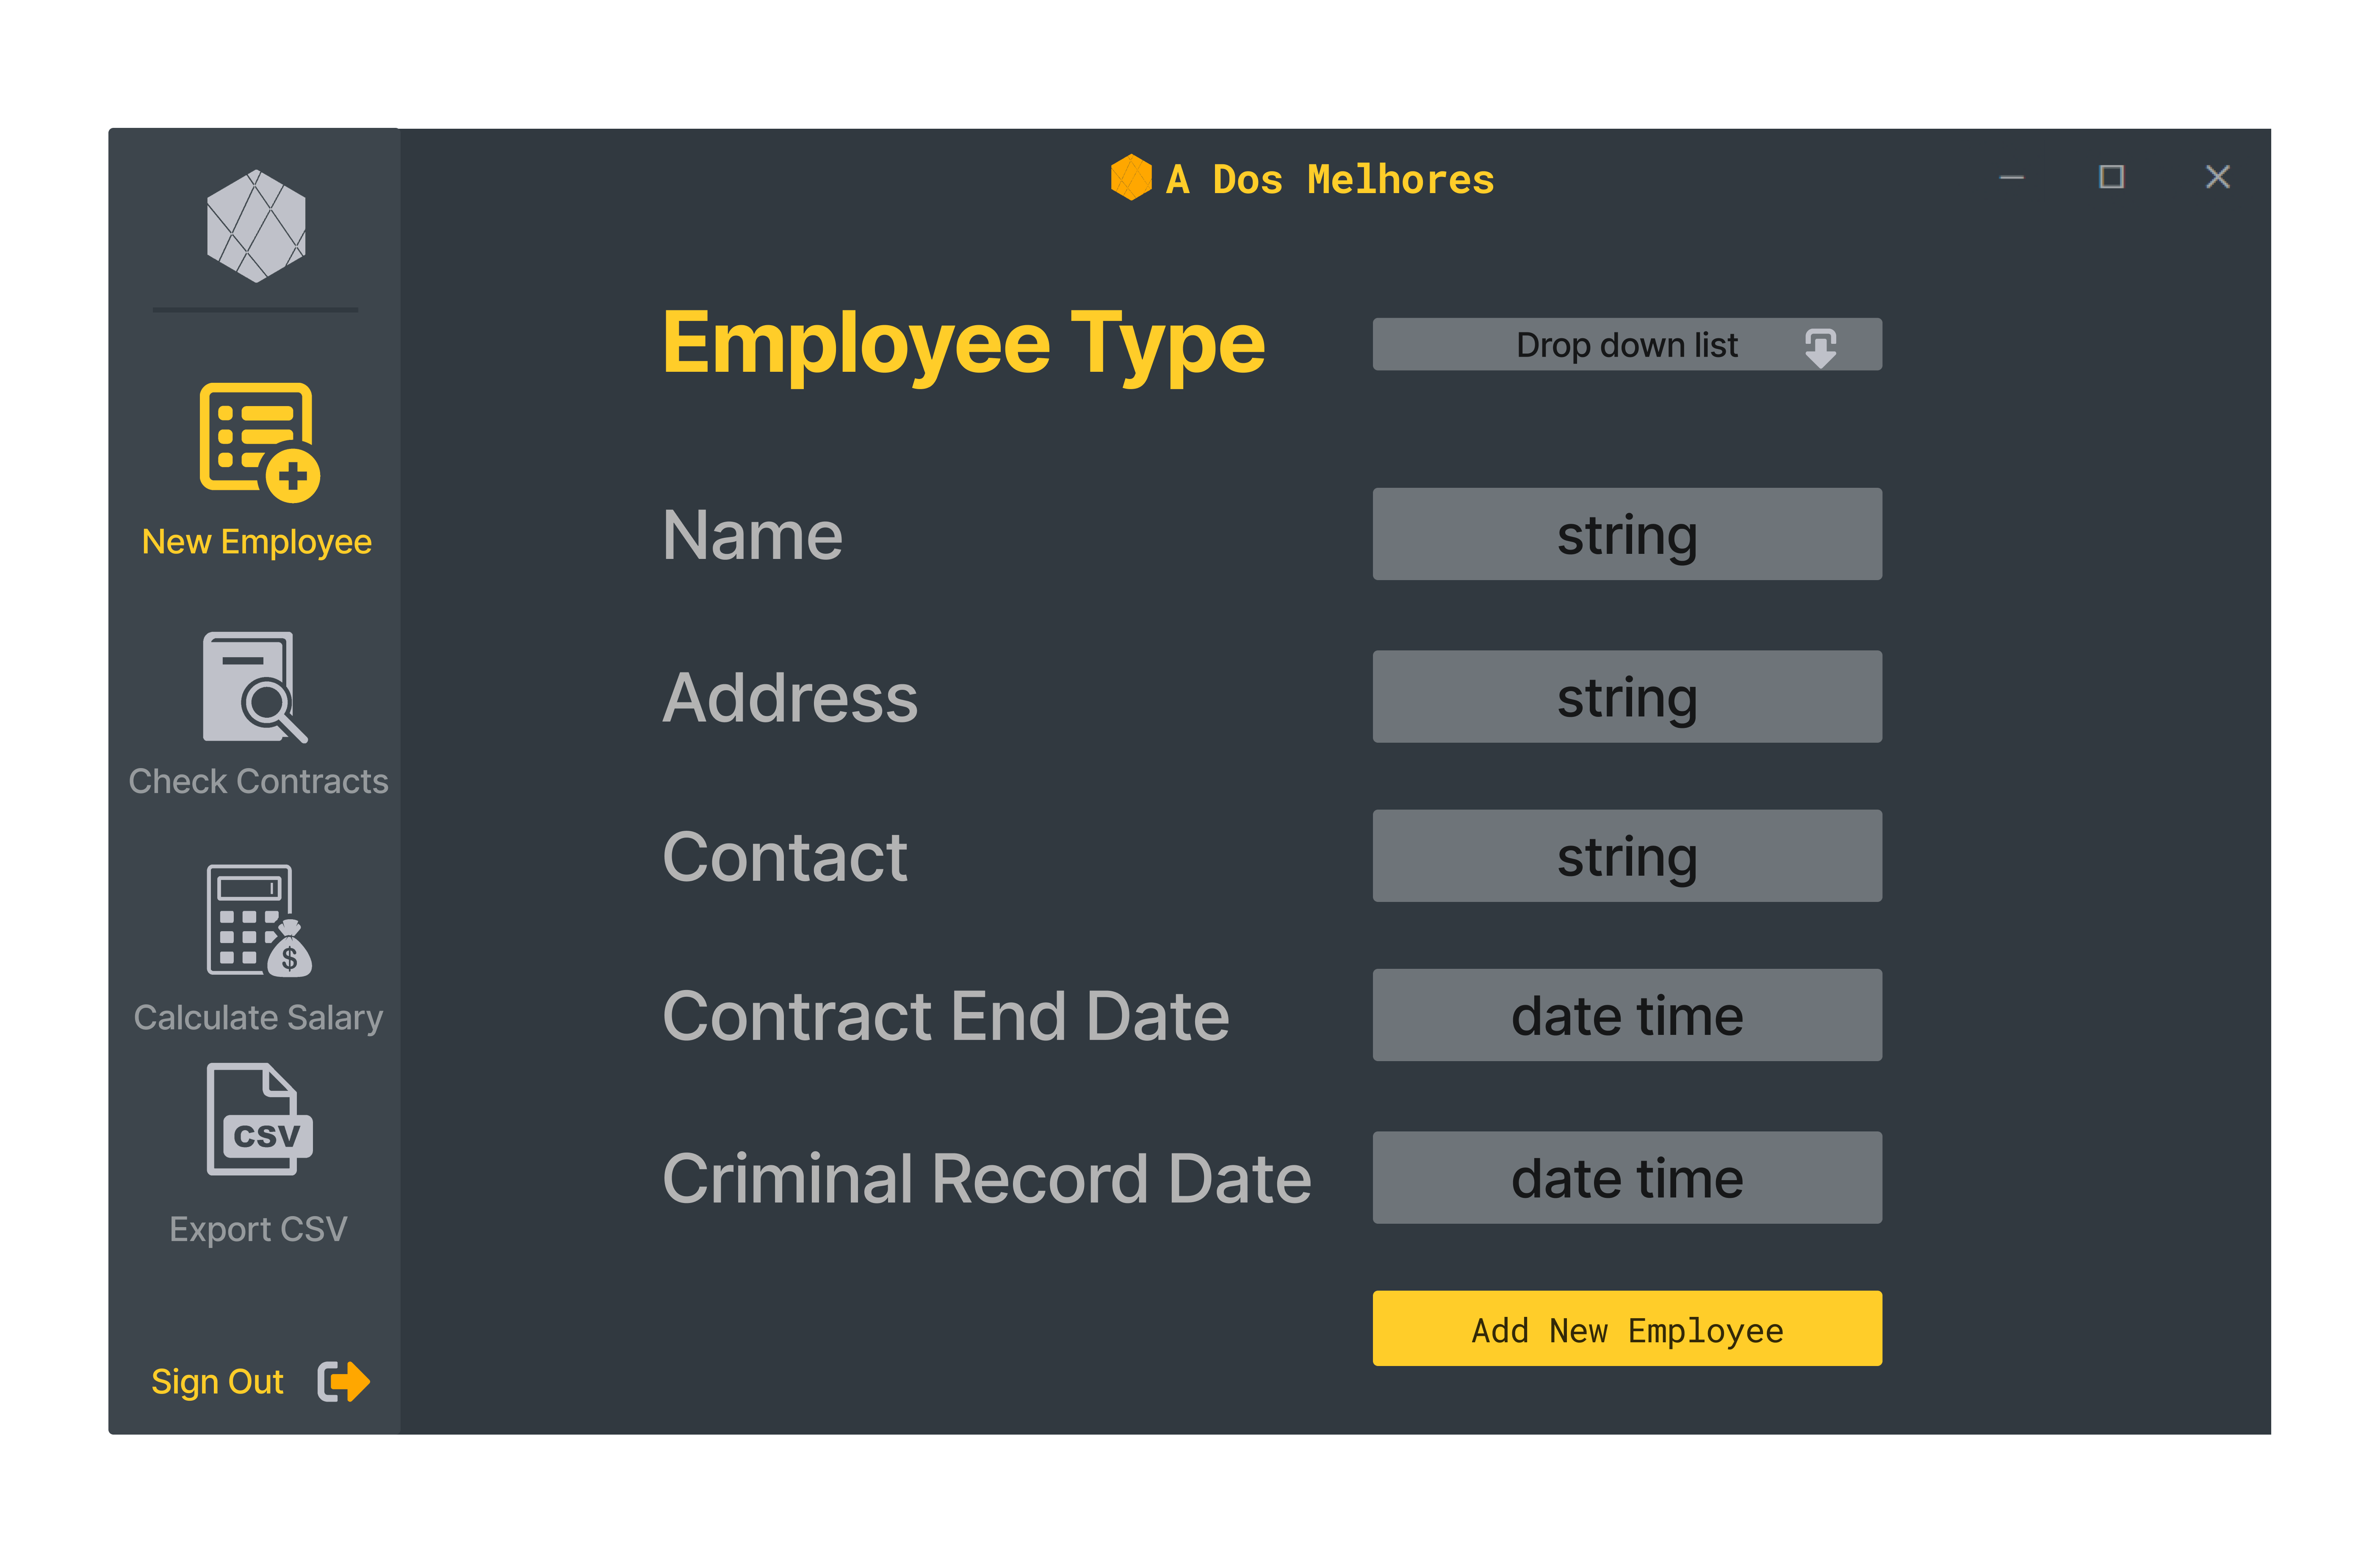 A Dos Melhores
Employee Type
Drop down list
New Employee
Name
string
Address
string
Check Contracts
Contact
string
Calculate Salary
Contract End Date
date time
$
csv
Criminal Record Date
date time
Export CSV
Add New Employee
Sign Out